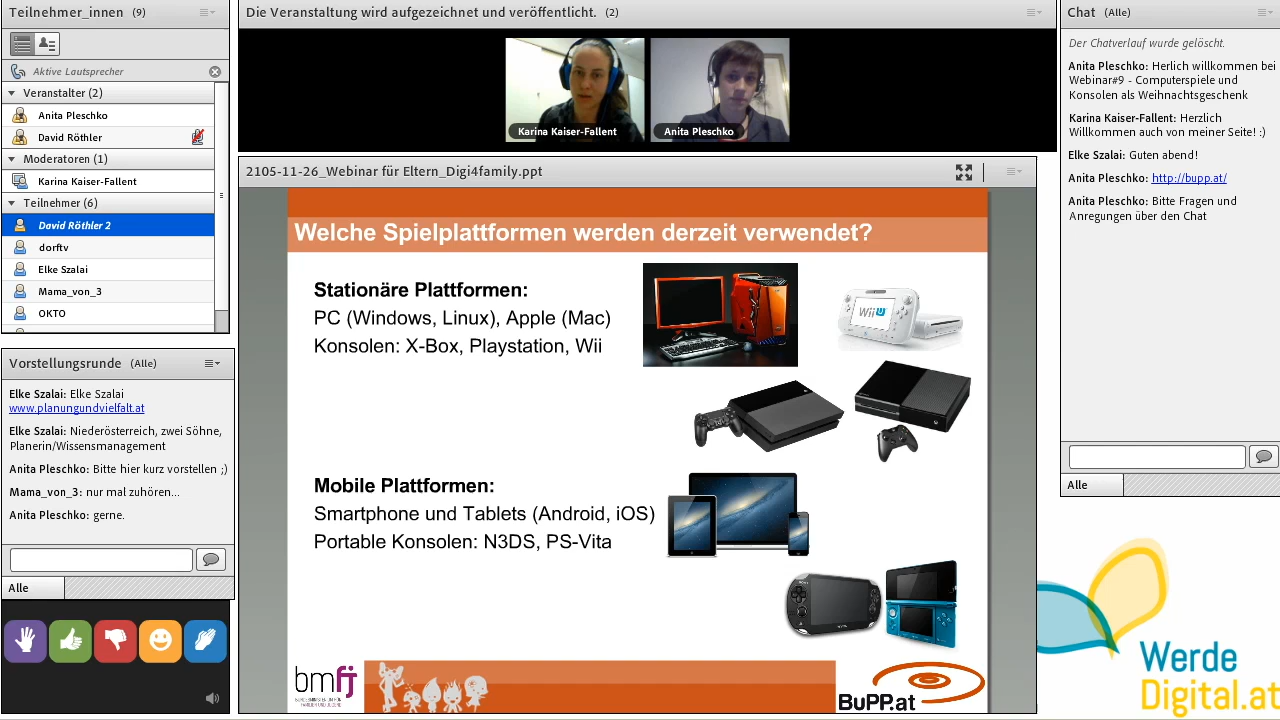 Teilnehmer_innen (9)
Aktive Lautsprecher
Veranstalter (2)
Anita Pleschko
David Röthler
Moderatoren (1)
Karina Kaiser-Fallent
Teilnehmer (6)
David Röthler 2
dorftv
Elke Szalai
Mama_von_3
OKTO
Vorstellungsrunde (Alle)
Elke Szalai: Elke Szalai
www.planungundvielfalt.at
Elke Szalai: Niederösterreich, zwei Söhne,
Planerin/Wissensmanagement
Anita Pleschko: Bitte hier kurz vorstellen ;)
Mama_von_3: nur mal zuhören...
Anita Pleschko: gerne.
Alle
Die Veranstaltung wird aufgezeichnet und veröffentlicht. (2)
Karina Kaiser-Fallent
Anita Pleschko
2105-11-26_Webinar für Eltern_Digi4family.ppt
Welche Spielplattformen werden derzeit verwendet?
Stationäre Plattformen:
PC (Windows, Linux), Apple (Mac)
Konsolen: X-Box, Playstation, Wii
WiiU
Mobile Plattformen:
Smartphone und Tablets (Android, iOS)
Portable Konsolen: N3DS, PS-Vita
bmfj
BuPP.at
Chat (Alle)
Der Chatverlauf wurde gelöscht.
Anita Pleschko: Herlich willkommen bei
Webinar#9 - Computerspiele und
Konsolen als Weihnachtsgeschenk
Karina Kaiser-Fallent: Herzlich
Willkommen auch von meiner Seite! :)
Elke Szalai: Guten abend!
Anita Pleschko: http://bupp.at/
Anita Pleschko: Bitte Fragen und
Anregungen über den Chat
Alle
Werde
Digital.at